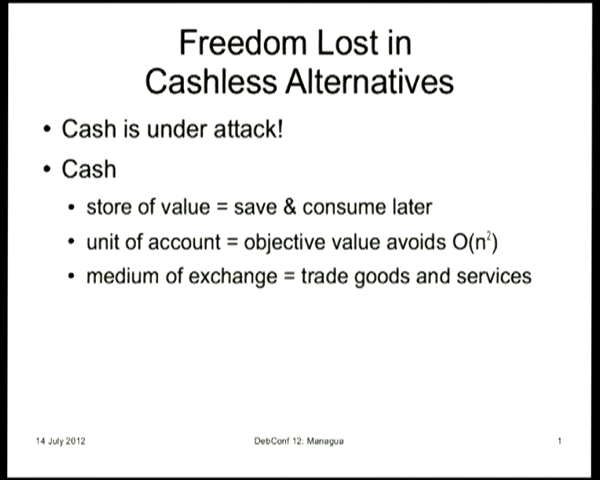 Freedom Lost in
Cashless Alternatives
• Cash is under attack!
• Cash
• store of value = save & consume later
• unit of account = objective value avoids O(n²)
• medium of exchange = trade goods and services
14 July 2012 DebConf 12: Managua 1